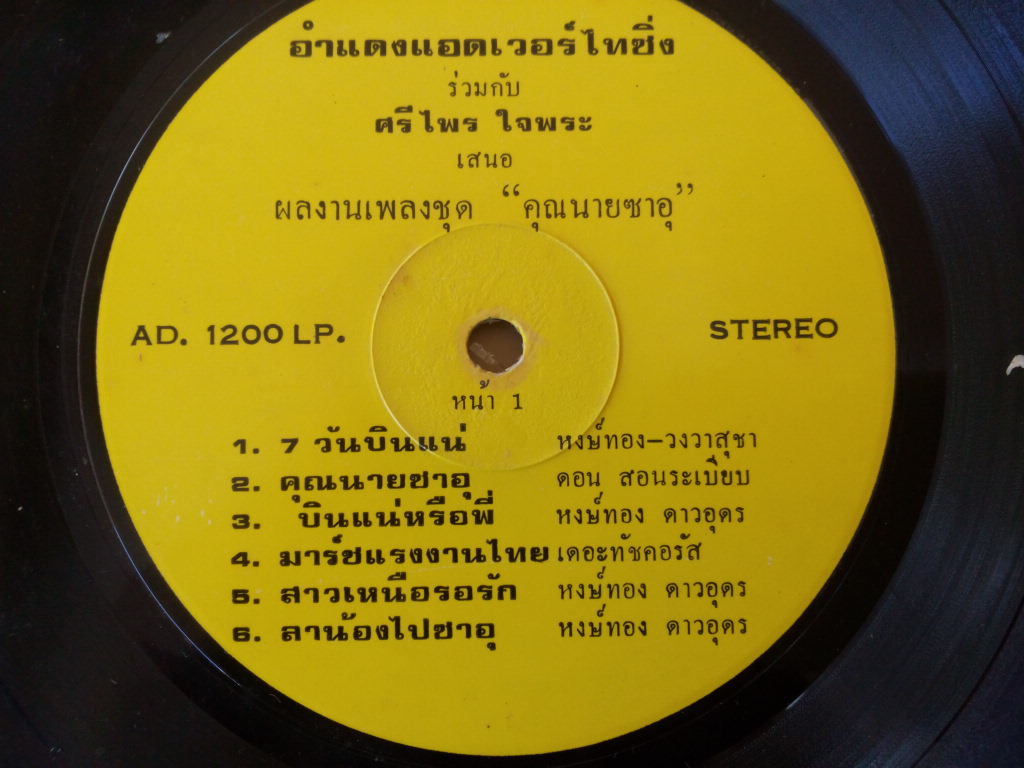 อำแดงแอดเวอร์ไทซิ่ง
ร่วมกับ
ศรีไพร ใจพระ
เสนอ
ผลงานเพลงชุด “คุณนายซาอุ”
AD. 1200 LP. STEREO
หน้า 1
1. 7 วันบินแน่ หงษ์ทอง-วงวาสุชา
2. คุณนายซาอุ ดอน สอนระเบียบ
3. บินแน่หรือพี่ หงษ์ทอง ดาวอุดร
4. มาร์ชแรงงานไทย เดอะทัชคอรัส
5. สาวเหนือรอรัก หงษ์ทอง ดาวอุดร
6. ลาน้องไปซาอุ หงษ์ทอง ดาวอุดร